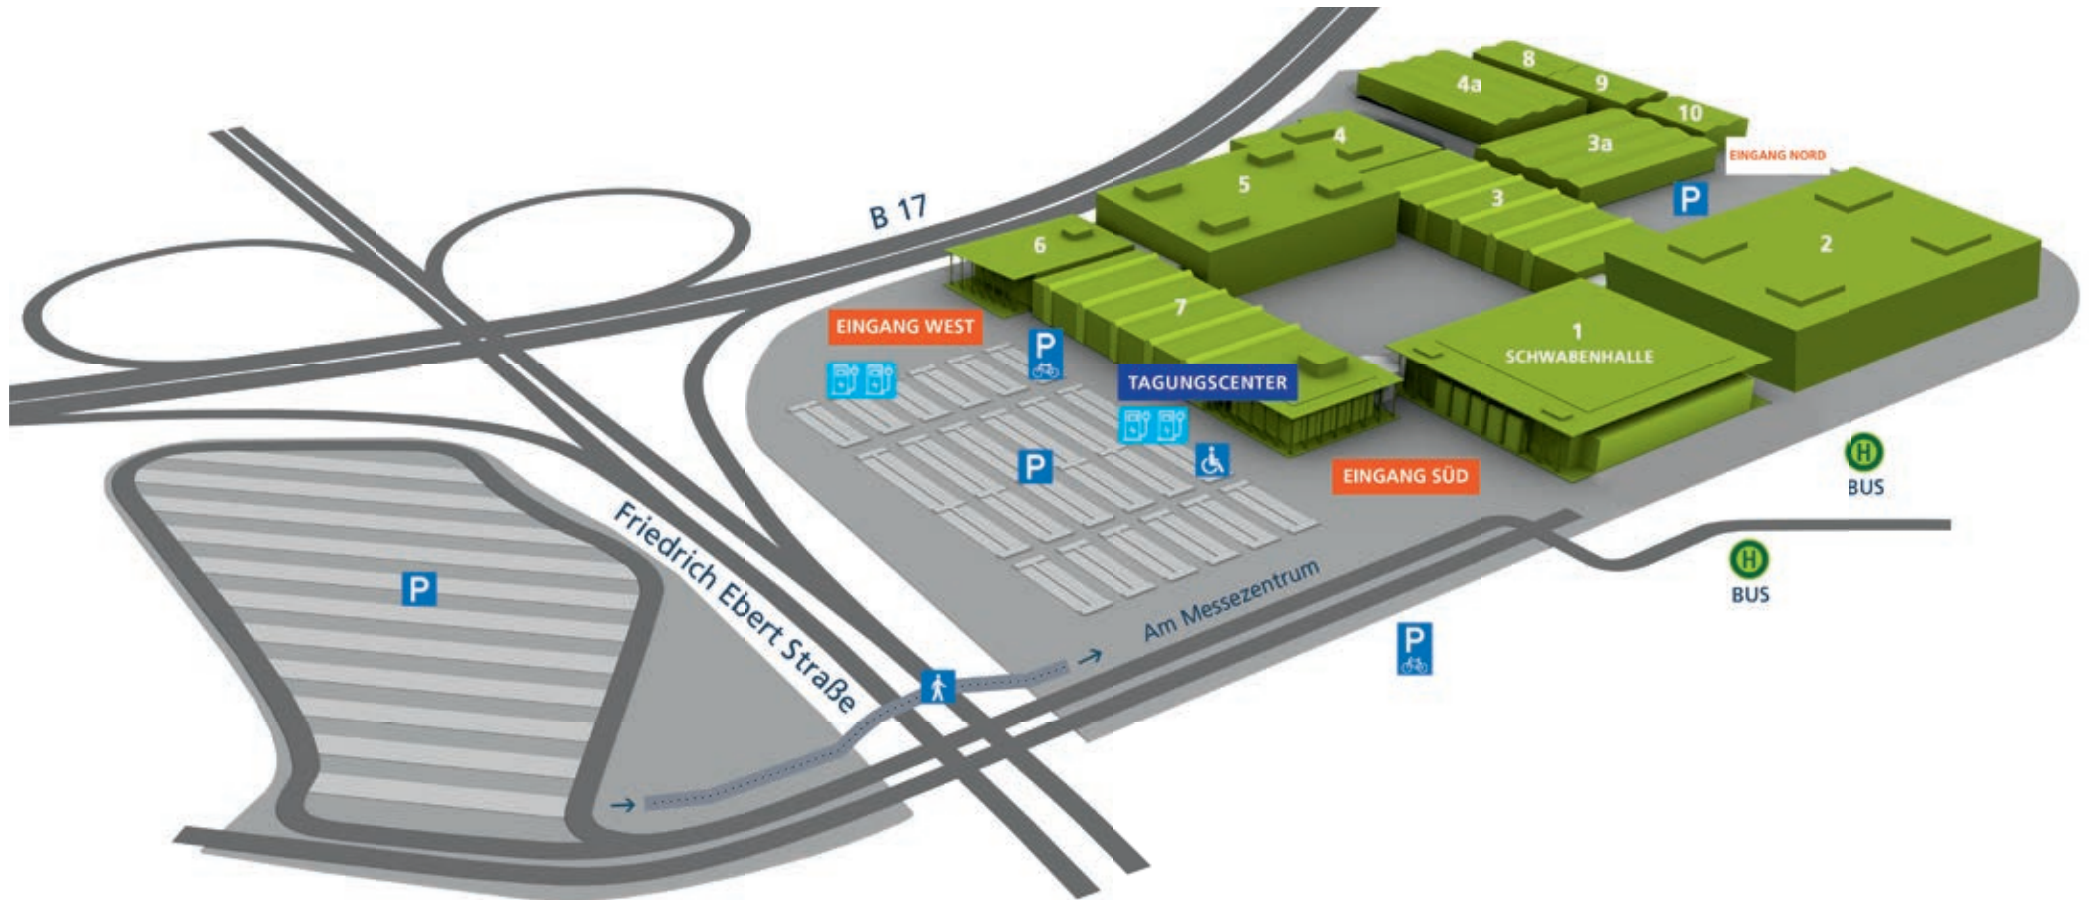 8
4a
9
10
4
3a
EINGANG NORD
5
3
P
B 17
6
2
7
EINGANG WEST
P
1
SCHWABENHALLE
TAGUNGSCENTER
P
EINGANG SÜD
H
BUS
Friedrich Ebert Straße
H
BUS
P
Am Messezentrum
P